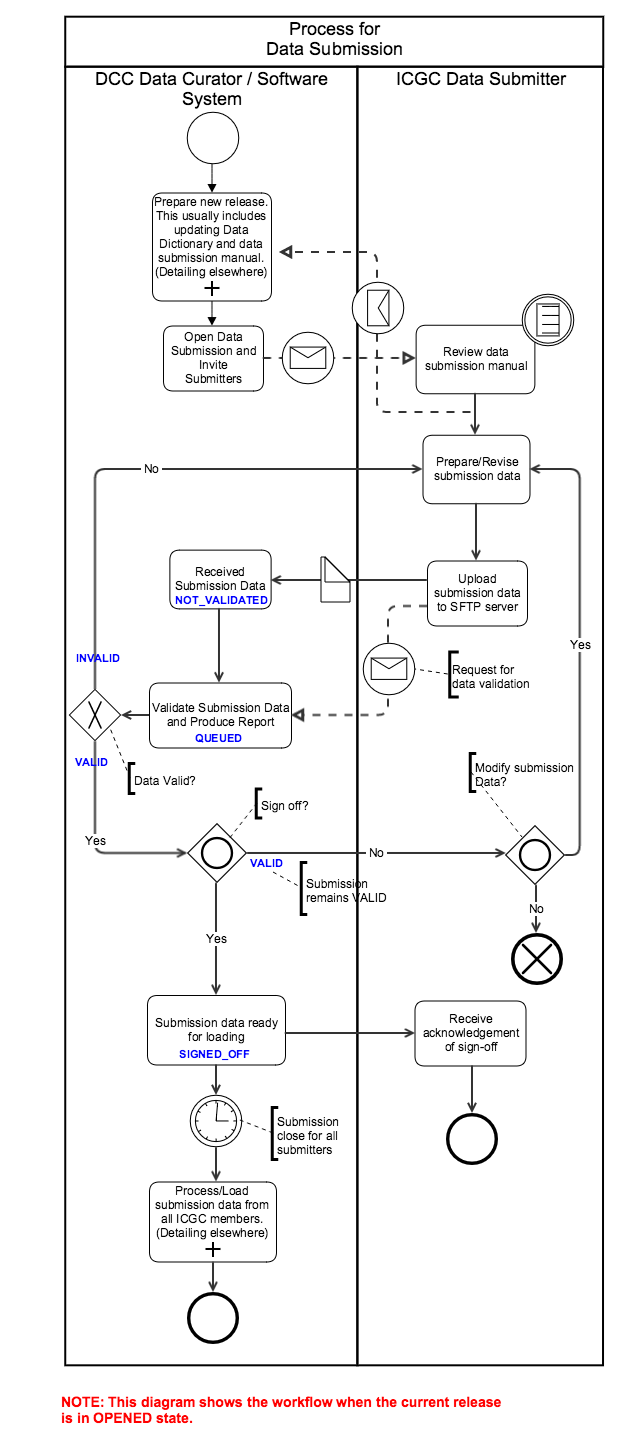 Process for
Data Submission
DCC Data Curator / Software
System
ICGC Data Submitter
Prepare new release.
This usually includes
updating Data
Dictionary and data
submission manual.
(Detailing elsewhere)
Open Data
Submission and
Invite
Submitters
Review data
submission manual
No
Prepare/Revise
submission data
Received
Submission Data
NOT_VALIDATED
Upload
submission data
to SFTP server
Yes
INVALID
Request for
data validation
Validate Submission Data
and Produce Report
QUEUED
VALID
Data Valid?
Modify submission
Data?
Sign off?
Yes
VALID
No
Submission
remains VALID
No
Yes
Submission data ready
for loading
SIGNED_OFF
Receive
acknowledgement
of sign-off
Submission
close for all
submitters
Process/Load
submission data from
all ICGC members.
(Detailing elsewhere)
NOTE: This diagram shows the workflow when the current release
is in OPENED state.